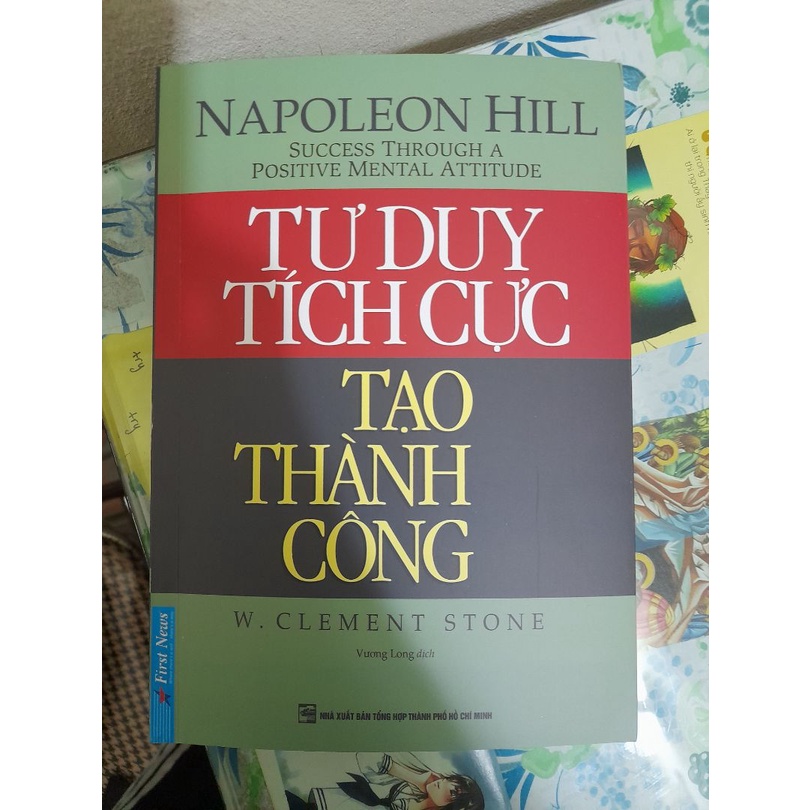 NAPOLEON HILL
SUCCESS THROUGH A
POSITIVE MENTAL ATTITUDE
TƯ DUY
TÍCH CỰC
TẠO
THÀNH
CÔNG
W. CLEMENT STONE
Vương Long dịch
First News
NHÀ XUẤT BẢN TỔNG HỢP THÀNH PHỐ HỒ CHÍ MINH